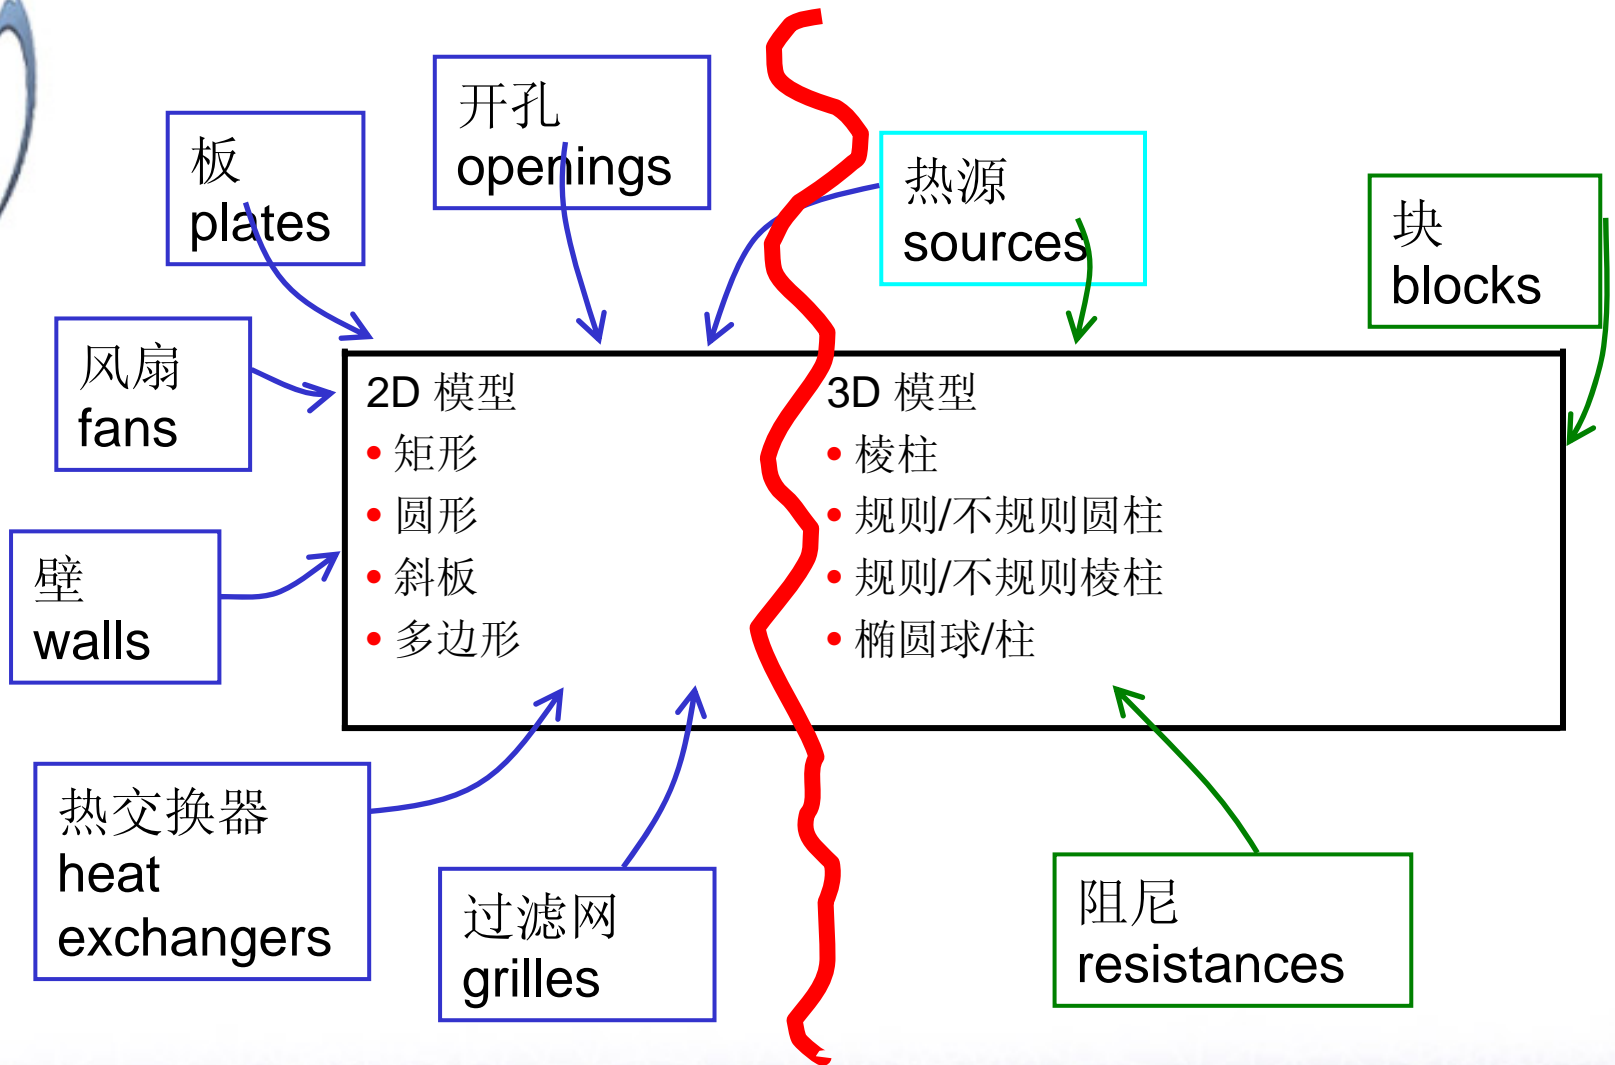 开孔
openings
板
plates
热源
sources
块
blocks
风扇
fans
2D 模型
• 矩形
• 圆形
• 斜板
• 多边形
3D 模型
• 棱柱
• 规则/不规则圆柱
• 规则/不规则棱柱
• 椭圆球/柱
壁
walls
热交换器
heat
exchangers
过滤网
grilles
阻尼
resistances